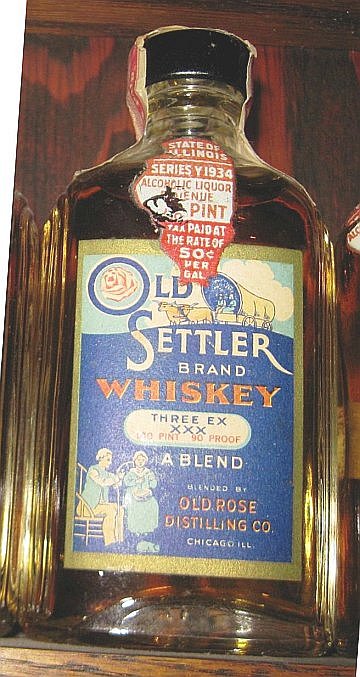 STATE OF
ILLINOIS
SERIES Y 1934
ALCOHOLIC LIQUOR
PINT
TAX PAID AT
THE RATE OF
50¢
PER
GAL
OLD
SETTLER
BRAND
WHISKEY
THREE EX
XXX
PINT 90 PROOF
A BLEND
BLENDED BY
OLD ROSE
DISTILLING CO.
CHICAGO ILL.